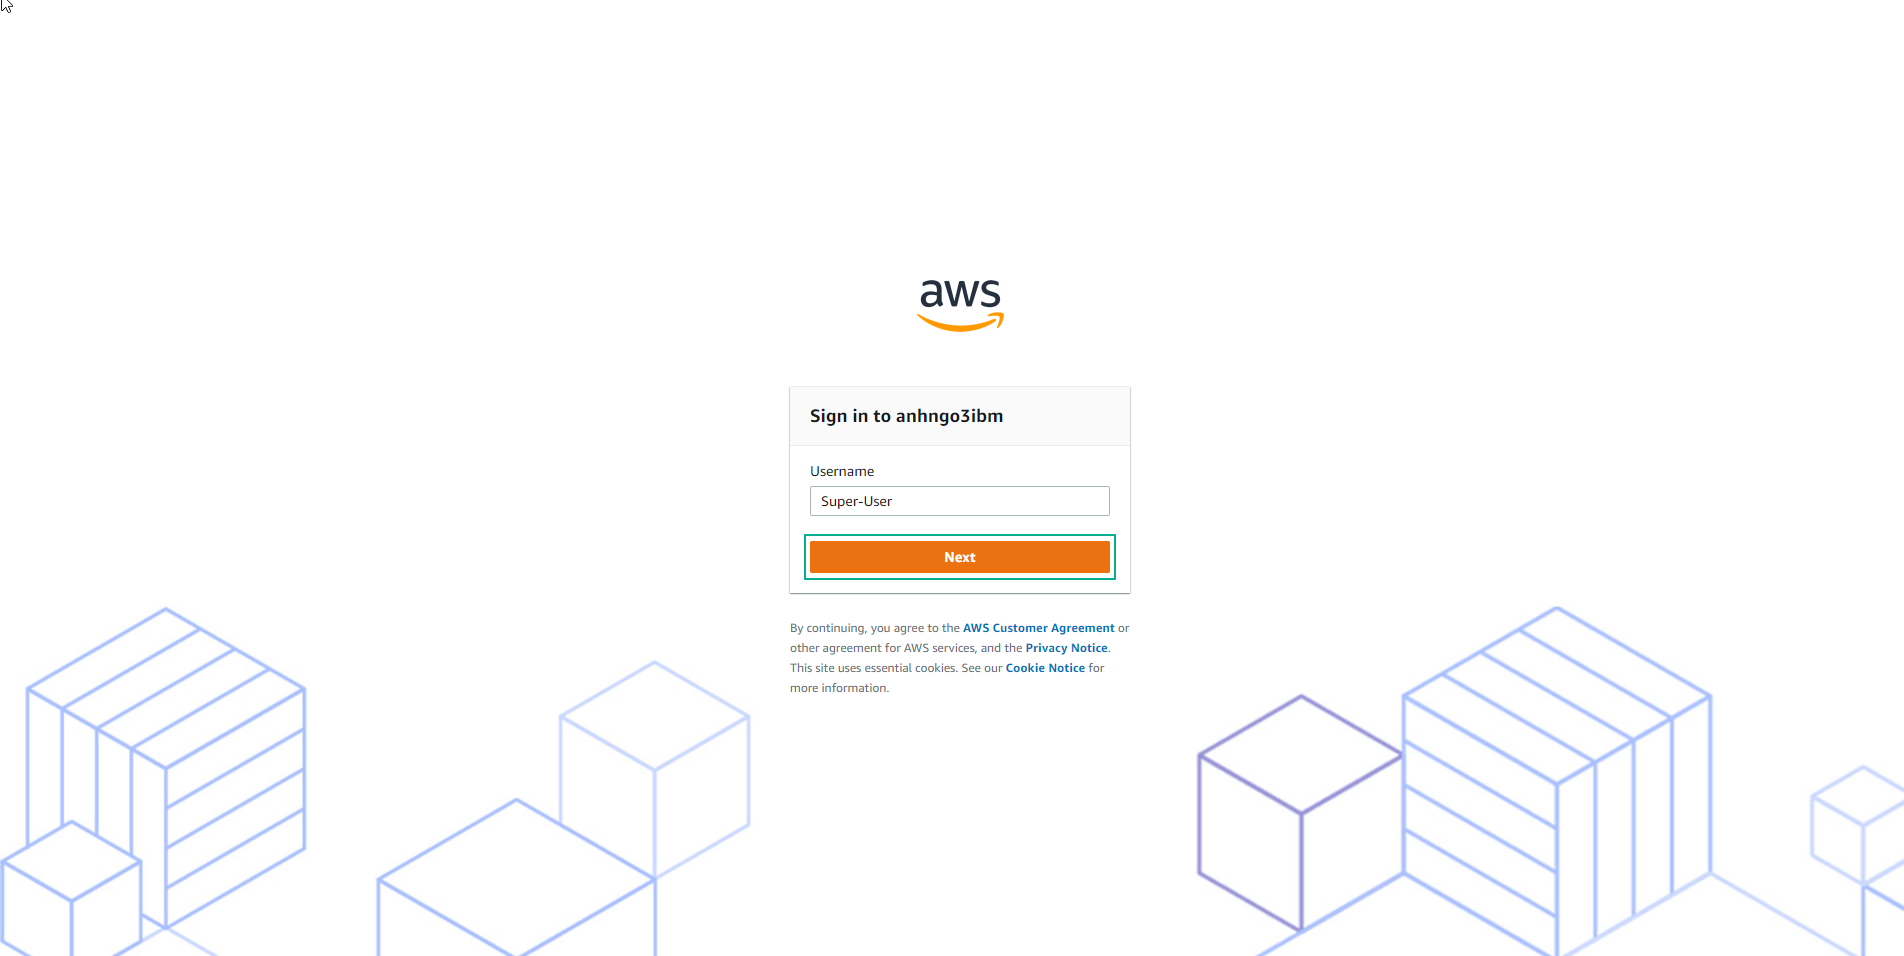 aws
Sign in to anhngo3ibm
Username
Super-User
Next
By continuing, you agree to the AWS Customer Agreement or
other agreement for AWS services, and the Privacy Notice.
This site uses essential cookies. See our Cookie Notice for
more information.